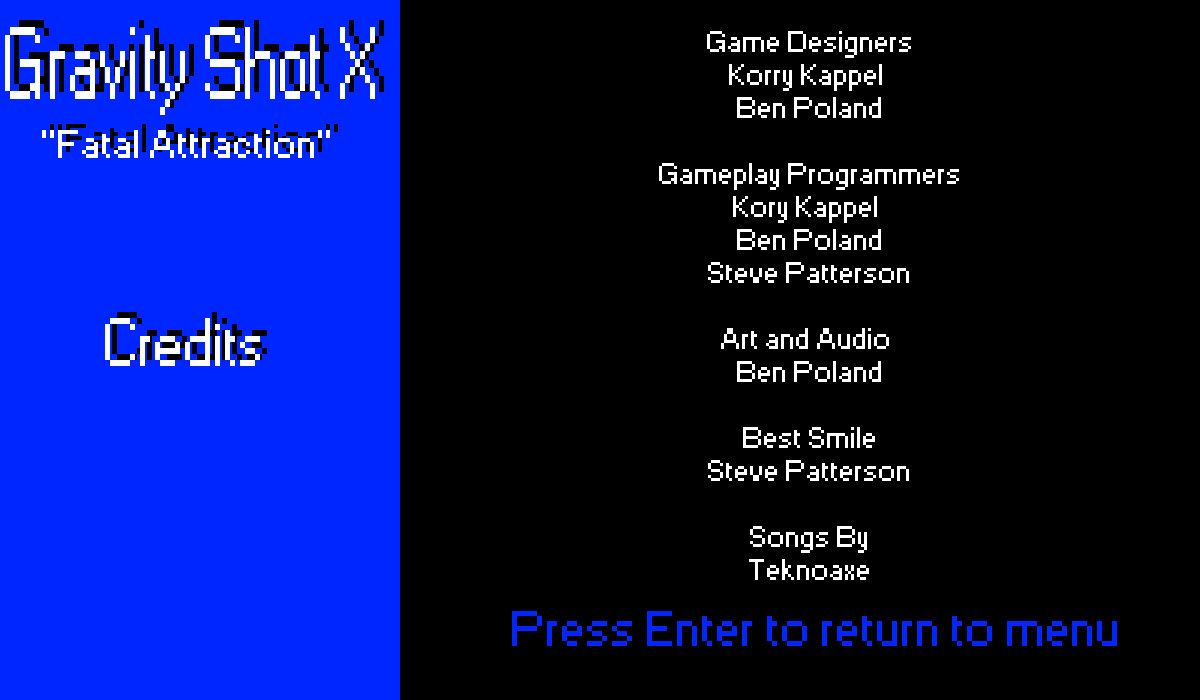 Gravity Shot X
"Fatal Attraction"
Credits
Game Designers
Korry Kappel
Ben Poland
Gameplay Programmers
Kory Kappel
Ben Poland
Steve Patterson
Art and Audio
Ben Poland
Best Smile
Steve Patterson
Songs By
Teknoaxe
Press Enter to return to menu